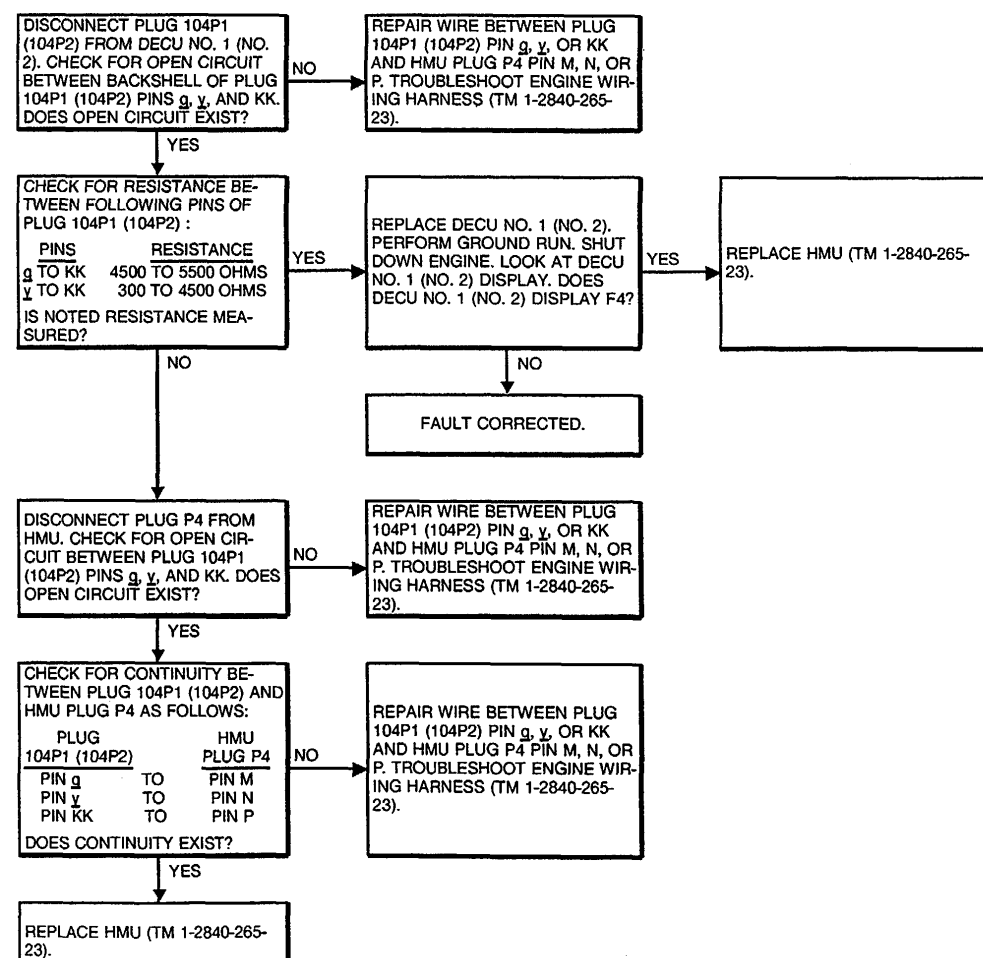 DISCONNECT PLUG 104P1
(104P2) FROM DECU NO. 1 (NO.
2). CHECK FOR OPEN CIRCUIT
BETWEEN BACKSHELL OF PLUG
104P1 (104P2) PINS g, y, AND KK.
DOES OPEN CIRCUIT EXIST?
NO
REPAIR WIRE BETWEEN PLUG
104P1 (104P2) PIN g, y, OR KK
AND HMU PLUG P4 PIN M, N, OR
P. TROUBLESHOOT ENGINE WIR-
ING HARNESS (TM 1-2840-265-
23).
YES
CHECK FOR RESISTANCE BE-
TWEEN FOLLOWING PINS OF
PLUG 104P1 (104P2) :
PINS RESISTANCE
g TO KK 4500 TO 5500 OHMS
y TO KK 300 TO 4500 OHMS
IS NOTED RESISTANCE MEA-
SURED?
YES
REPLACE DECU NO. 1 (NO. 2).
PERFORM GROUND RUN. SHUT
DOWN ENGINE. LOOK AT DECU
NO. 1 (NO. 2) DISPLAY. DOES
DECU NO. 1 (NO. 2) DISPLAY F4?
YES
REPLACE HMU (TM 1-2840-265-
23).
NO
FAULT CORRECTED.
NO
DISCONNECT PLUG P4 FROM
HMU. CHECK FOR OPEN CIR-
CUIT BETWEEN PLUG 104P1
(104P2) PINS g, y, AND KK. DOES
OPEN CIRCUIT EXIST?
NO
REPAIR WIRE BETWEEN PLUG
104P1 (104P2) PIN g, y, OR KK
AND HMU PLUG P4 PIN M, N, OR
P. TROUBLESHOOT ENGINE WIR-
ING HARNESS (TM 1-2840-265-
23).
YES
CHECK FOR CONTINUITY BE-
TWEEN PLUG 104P1 (104P2) AND
HMU PLUG P4 AS FOLLOWS:
PLUG HMU
104P1 (104P2) PLUG P4
PIN g TO PIN M
PIN y TO PIN N
PIN KK TO PIN P
DOES CONTINUITY EXIST?
NO
REPAIR WIRE BETWEEN PLUG
104P1 (104P2) PIN g, y, OR KK
AND HMU PLUG P4 PIN M, N, OR
P. TROUBLESHOOT ENGINE WIR-
ING HARNESS (TM 1-2840-265-
23).
YES
REPLACE HMU (TM 1-2840-265-
23).